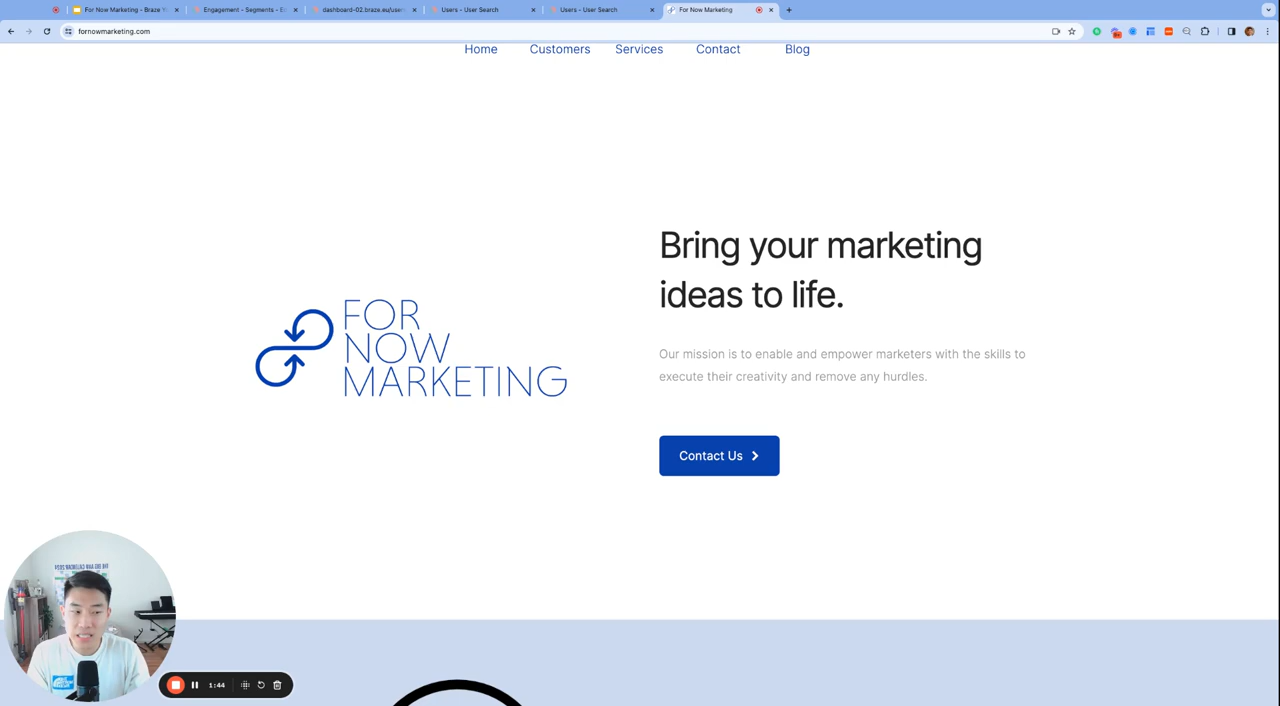 For Now Marketing - Braze
Engagement - Segments - E
dashboard-02.braze.eu/user
Users - User Search
Users - User Search
For Now Marketing
fornowmarketing.com
Home Customers Services Contact Blog
Bring your marketing
ideas to life.
FOR
NOW
MARKETING
Our mission is to enable and empower marketers with the skills to
execute their creativity and remove any hurdles.
Contact Us
1:44